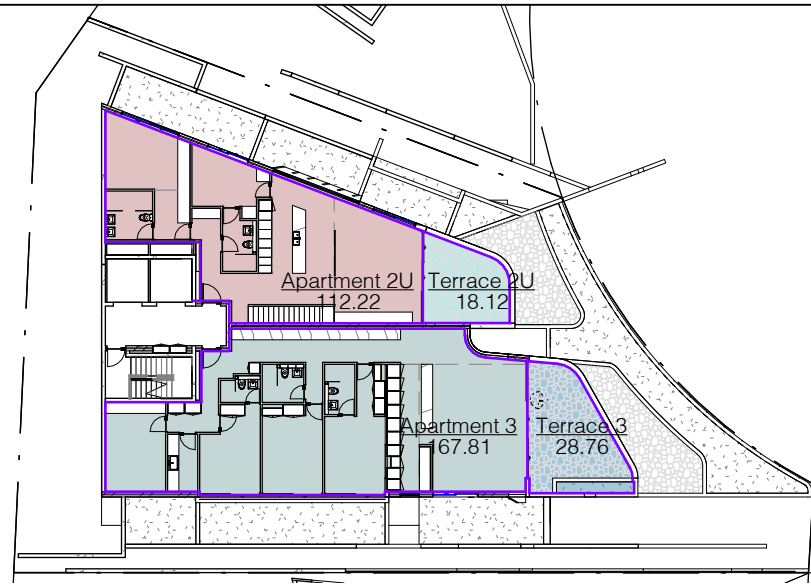 Apartment 2U
112.22
Terrace 2U
18.12
Apartment 3
167.81
Terrace 3
28.76